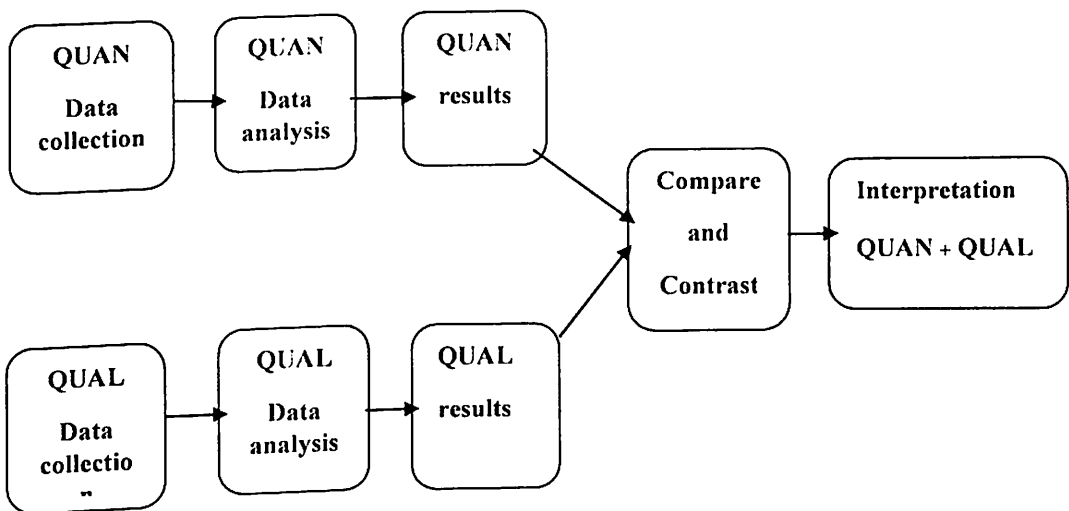 QUAN
Data
collection
QUAN
Data
analysis
QUAN
results
Compare
and
Contrast
Interpretation
QUAN + QUAL
QUAL
Data
collectio
n
QUAL
Data
analysis
QUAL
results